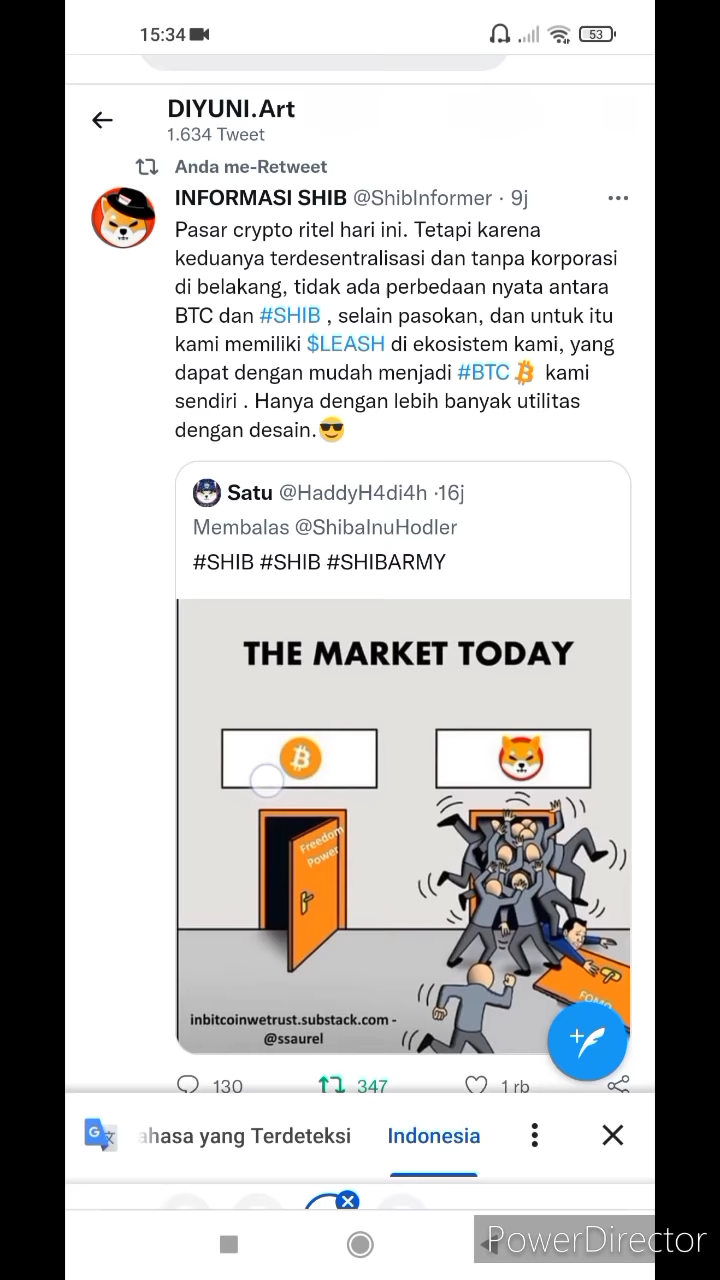 15:34
53
DIYUNI.Art
1.634 Tweet
Anda me-Retweet
INFORMASI SHIB @ShibInformer · 9j
Pasar crypto ritel hari ini. Tetapi karena
keduanya terdesentralisasi dan tanpa korporasi
di belakang, tidak ada perbedaan nyata antara
BTC dan #SHIB , selain pasokan, dan untuk itu
kami memiliki $LEASH di ekosistem kami, yang
dapat dengan mudah menjadi #BTC kami
sendiri . Hanya dengan lebih banyak utilitas
dengan desain.😎
Satu @HaddyH4di4h ·16j
Membalas @ShibaInuHodler
#SHIB #SHIB #SHIBARMY
THE MARKET TODAY
Freedom
Power
FOMO
inbitcoinwetrust.substack.com -
@ssaurel
130 347 1 rb
ahasa yang Terdeteksi Indonesia
PowerDirector